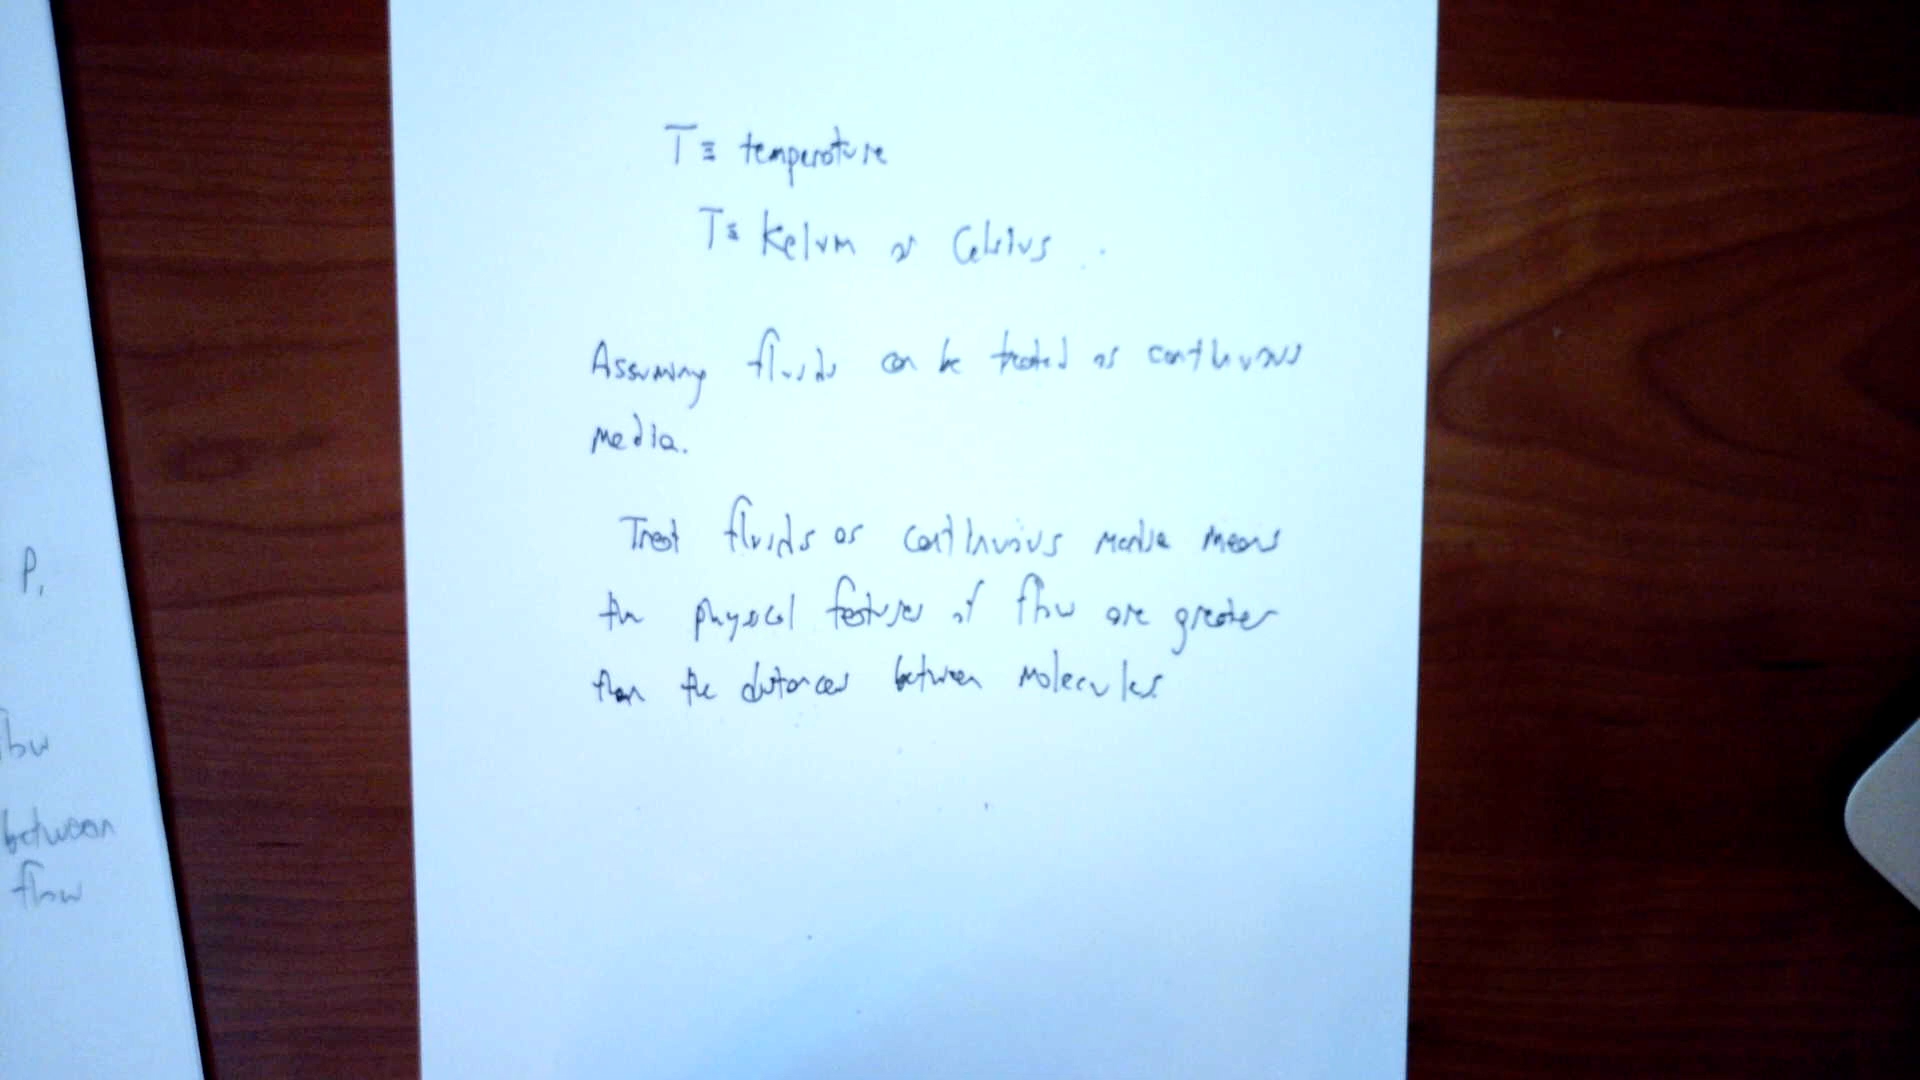 T ≡ temperature
T ≡ Kelvin or Celsius
Assuming fluids can be treated as continuous
media.
Treat fluids as continuous media means
the physical features of flow are greater
than the distances between molecules
P,
flow
between
flow